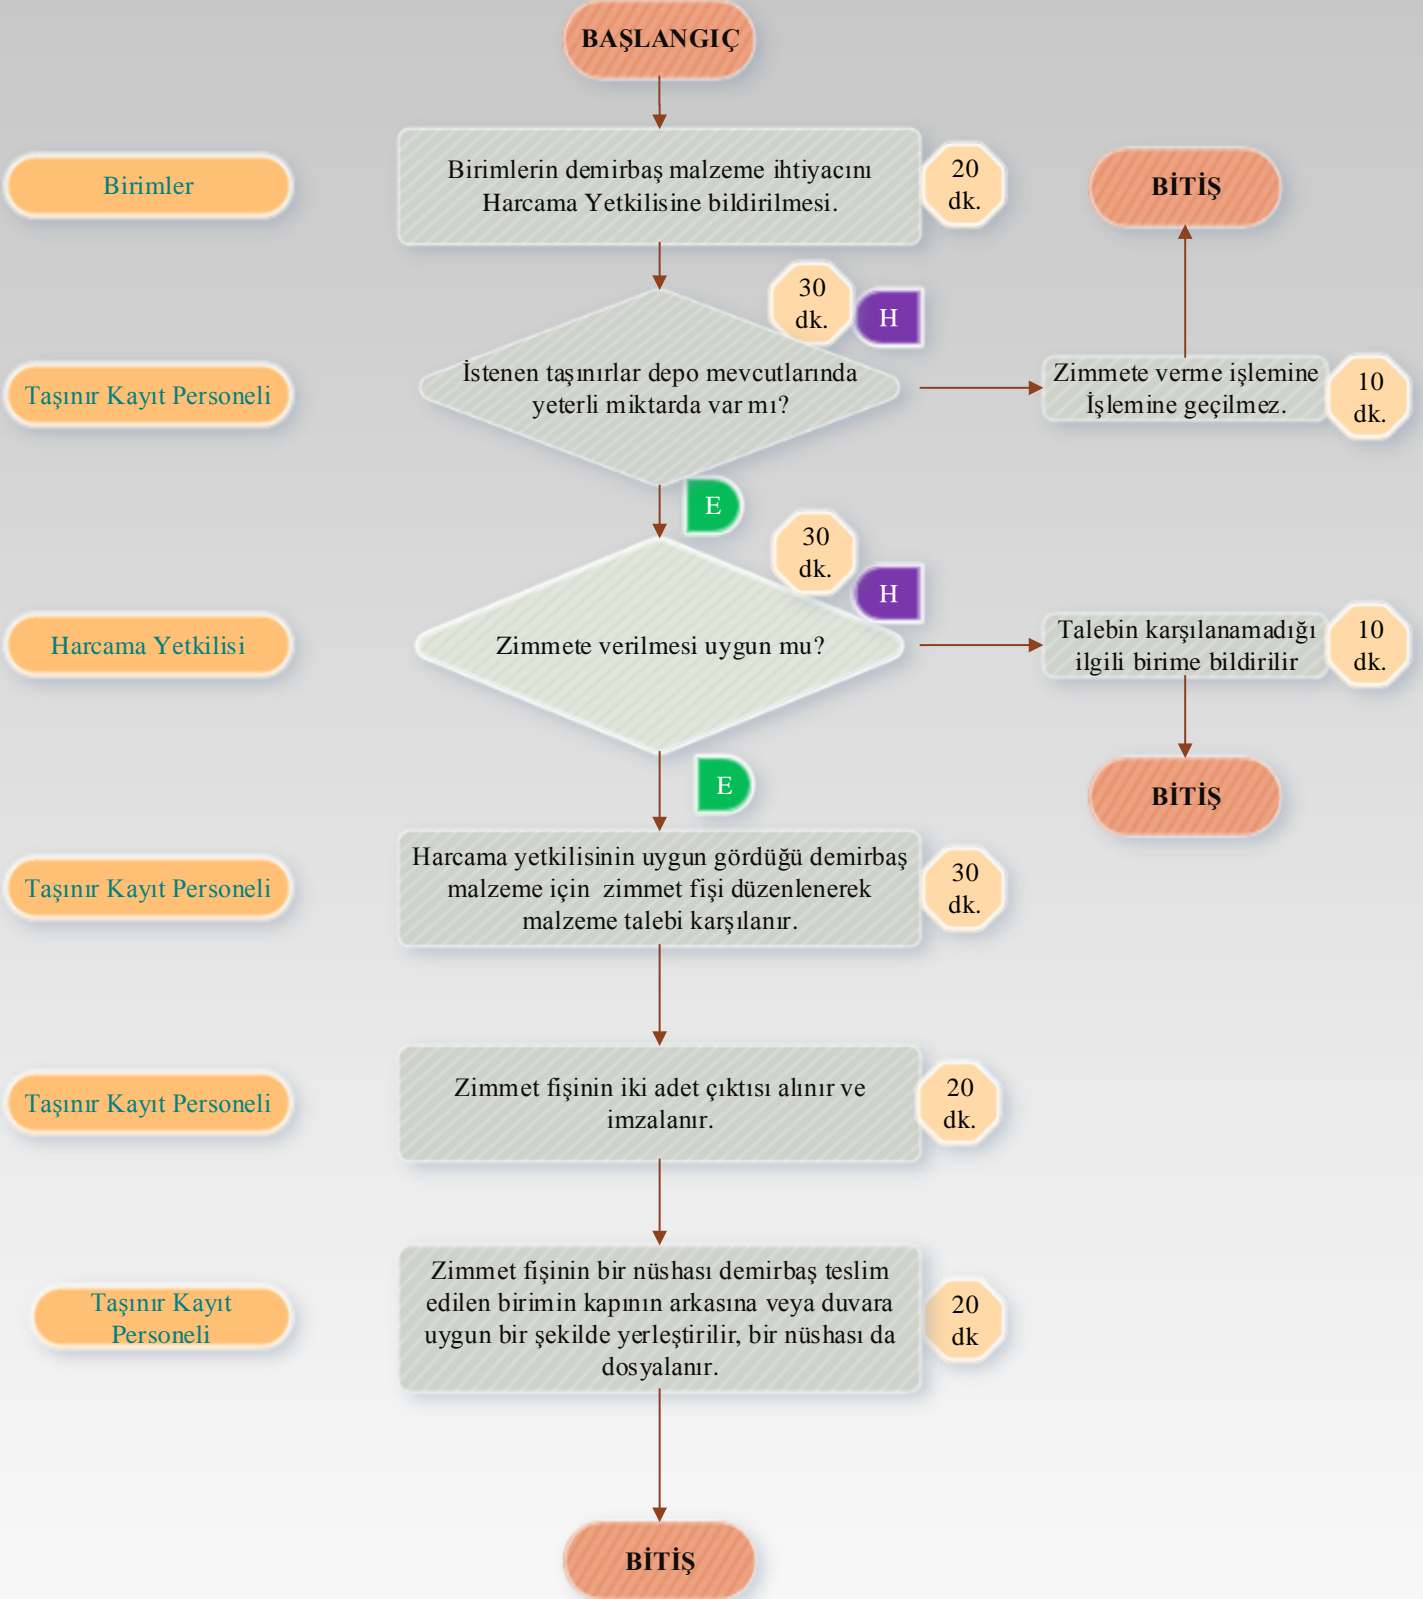 BAŞLANGIÇ
Birimler
Birimlerin demirbaş malzeme ihtiyacını
Harcama Yetkilisine bildirilmesi.
20
dk.
BİTİŞ
30
dk.
H
Taşınır Kayıt Personeli
İstenen taşınırlar depo mevcutlarında
yeterli miktarda var mı?
Zimmete verme işlemine
İşlemine geçilmez.
10
dk.
E
30
dk.
H
Harcama Yetkilisi
Zimmete verilmesi uygun mu?
Talebin karşılanamadığı
ilgili birime bildirilir
10
dk.
E
BİTİŞ
Taşınır Kayıt Personeli
Harcama yetkilisinin uygun gördüğü demirbaş
malzeme için  zimmet fişi düzenlenerek
malzeme talebi karşılanır.
30
dk.
Taşınır Kayıt Personeli
Zimmet fişinin iki adet çıktısı alınır ve
imzalanır.
20
dk.
Taşınır Kayıt
Personeli
Zimmet fişinin bir nüshası demirbaş teslim
edilen birimin kapının arkasına veya duvara
uygun bir şekilde yerleştirilir, bir nüshası da
dosyalanır.
20
dk
BİTİŞ